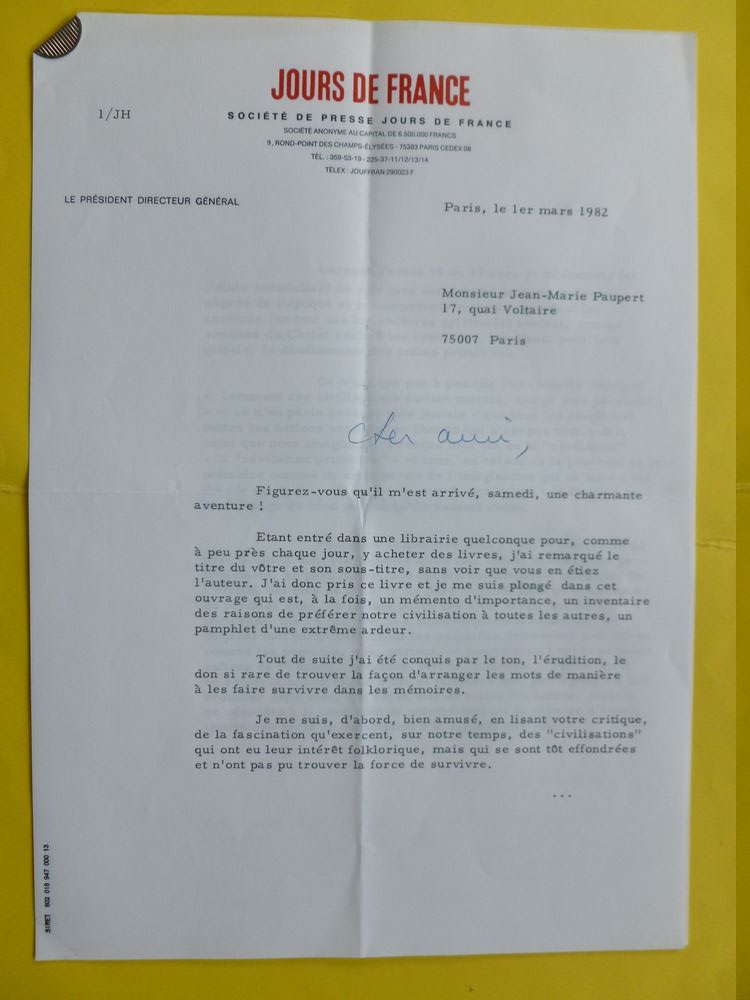 JOURS DE FRANCE
1/JH
SOCIÉTÉ DE PRESSE JOURS DE FRANCE
SOCIÉTÉ ANONYME AU CAPITAL DE 6.500.000 FRANCS
9, ROND-POINT DES CHAMPS-ÉLYSÉES - 75383 PARIS CEDEX 08
TÉL. : 359-53-19 - 225-37-11/12/13/14
TÉLEX : JOUFFRAN 290023 F
LE PRÉSIDENT DIRECTEUR GÉNÉRAL
Paris, le 1er mars 1982
Monsieur Jean-Marie Paupert
17, quai Voltaire
75007 Paris
Cher ami,
Figurez-vous qu'il m'est arrivé, samedi, une charmante
aventure !
Etant entré dans une librairie quelconque pour, comme
à peu près chaque jour, y acheter des livres, j'ai remarqué le
titre du vôtre et son sous-titre, sans voir que vous en étiez
l'auteur. J'ai donc pris ce livre et je me suis plongé dans cet
ouvrage qui est, à la fois, un mémento d'importance, un inventaire
des raisons de préférer notre civilisation à toutes les autres, un
pamphlet d'une extrême ardeur.
Tout de suite j'ai été conquis par le ton, l'érudition, le
don si rare de trouver la façon d'arranger les mots de manière
à les faire survivre dans les mémoires.
Je me suis, d'abord, bien amusé, en lisant votre critique,
de la fascination qu'exercent, sur notre temps, des "civilisations"
qui ont eu leur intérêt folklorique, mais qui se sont tôt effondrées
et n'ont pas pu trouver la force de survivre.
...
SIRET 802 018 947 000 13